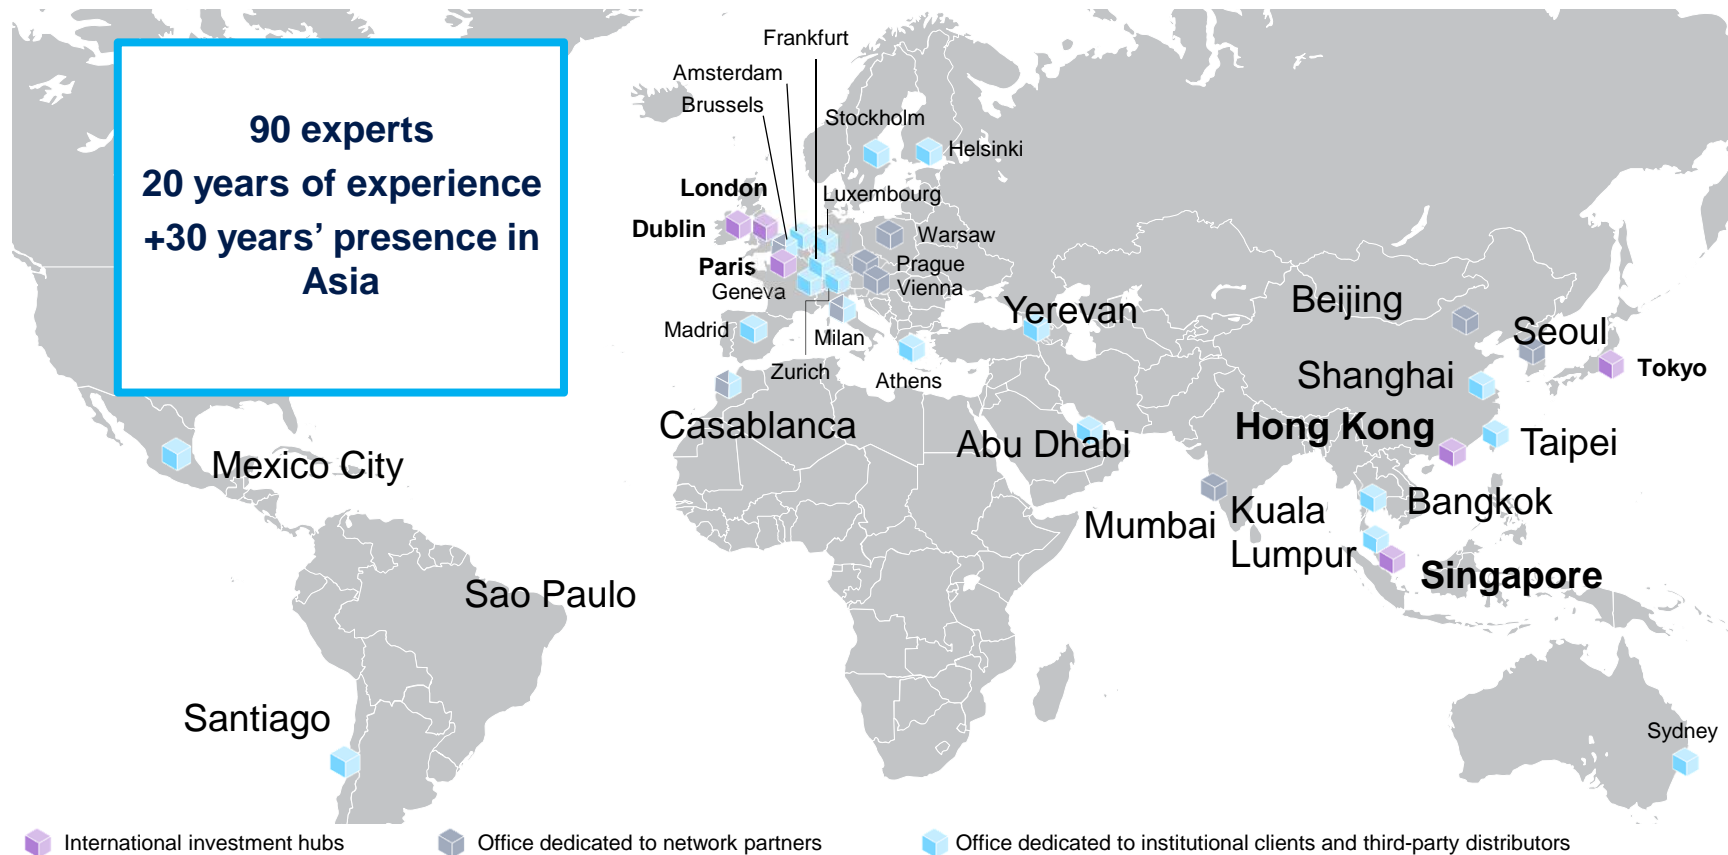 90 experts
20 years of experience
+30 years’ presence in
Asia
Frankfurt
Amsterdam
Brussels
Stockholm
Helsinki
London
Luxembourg
Dublin
Warsaw
Paris
Prague
Geneva
Vienna
Madrid
Milan
Zurich
Athens
Casablanca
Yerevan
Abu Dhabi
Beijing
Seoul
Shanghai
Tokyo
Hong Kong
Taipei
Mumbai
Kuala
Lumpur
Bangkok
Singapore
Mexico City
Sao Paulo
Santiago
Sydney
International investment hubs
Office dedicated to network partners
Office dedicated to institutional clients and third-party distributors